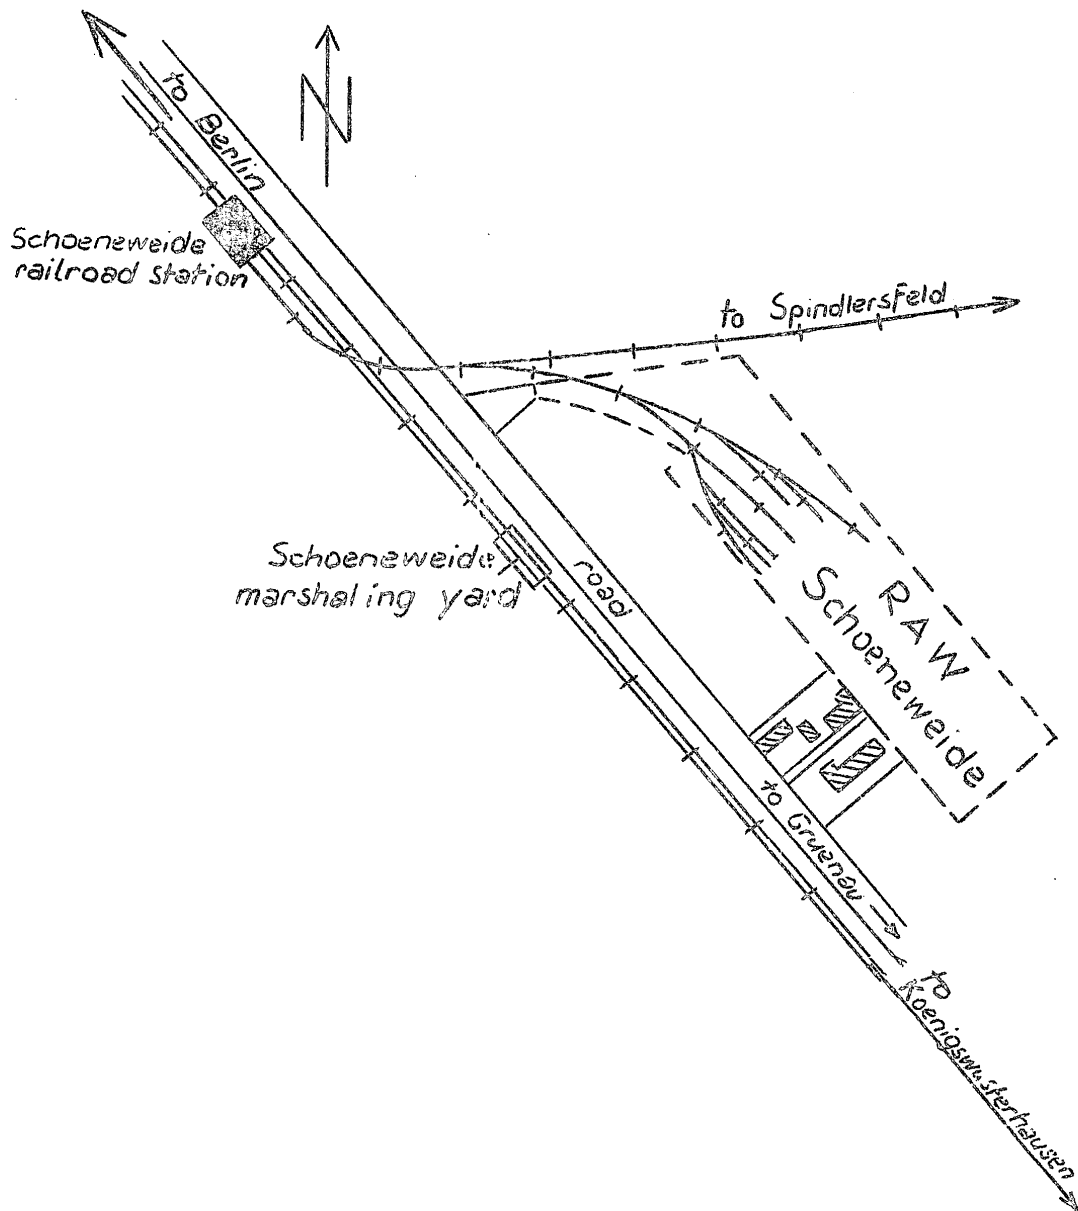 N
to Berlin
Schoeneweide
railroad station
to Spindlersfeld
Schoeneweide
marshaling yard
road
RAW
Schoeneweide
to Gruenau
to
Koenigswusterhausen